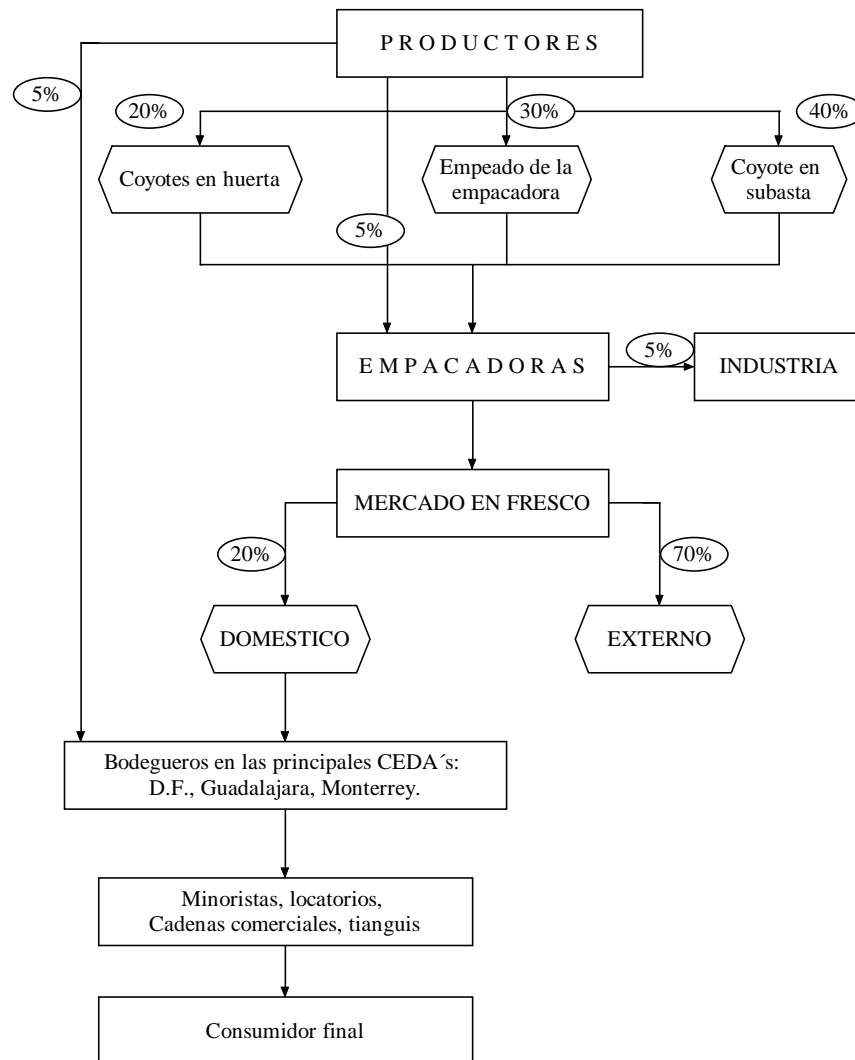 P R O D U C T O R E S
5%
20%
30%
40%
Coyotes en huerta
Empeado de la
empacadora
Coyote en
subasta
5%
E M P A C A D O R A S
5%
INDUSTRIA
MERCADO EN FRESCO
20%
70%
DOMESTICO
EXTERNO
Bodegueros en las principales CEDA´s:
D.F., Guadalajara, Monterrey.
Minoristas, locatorios,
Cadenas comerciales, tianguis
Consumidor final